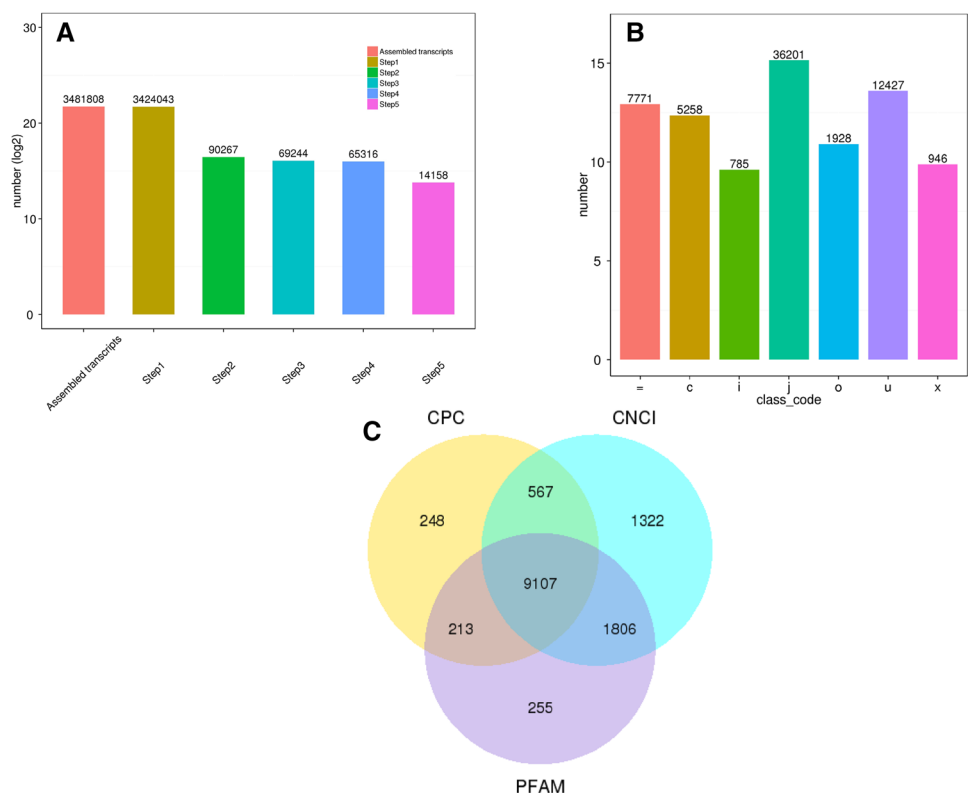 A
30
20
10
0
number (log2)
3481808
3424043
90267
69244
65316
14158
Assembled transcripts
Step1
Step2
Step3
Step4
Step5
Assembled transcripts
Step1
Step2
Step3
Step4
Step5
B
15
10
5
0
number
7771
5258
785
36201
1928
12427
946
= c i j o u x
class_code
C
CPC
CNCI
567
248
1322
9107
213
1806
255
PFAM